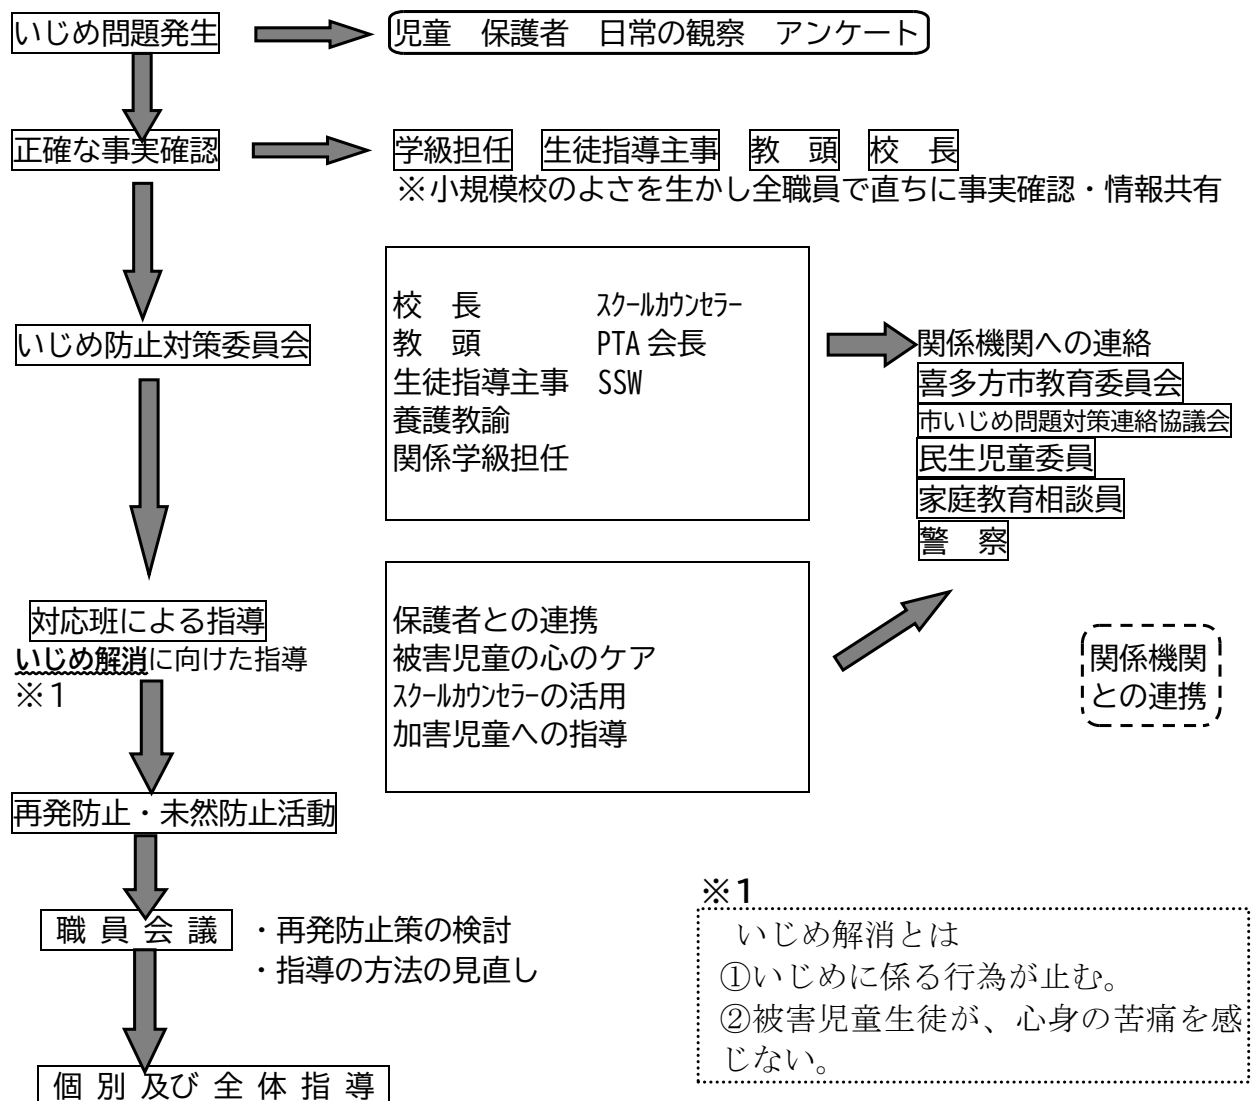 いじめ問題発生
児童　保護者　日常の観察　アンケート
正確な事実確認
学級担任　生徒指導主事　教　頭　校　長
※小規模校のよさを生かし全職員で直ちに事実確認・情報共有
いじめ防止対策委員会
校　長　スクールカウンセラー
教　頭　PTA 会長
生徒指導主事　SSW
養護教諭
関係学級担任
関係機関への連絡
喜多方市教育委員会
市いじめ問題対策連絡協議会
民生児童委員
家庭教育相談員
警　察
対応班による指導
いじめ解消に向けた指導
※１
保護者との連携
被害児童の心のケア
スクールカウンセラーの活用
加害児童への指導
関係機関
との連携
再発防止・未然防止活動
職 員 会 議
・再発防止策の検討
・指導の方法の見直し
※１
いじめ解消とは
①いじめに係る行為が止む。
②被害児童生徒が、心身の苦痛を感
じない。
個 別 及び 全 体 指 導